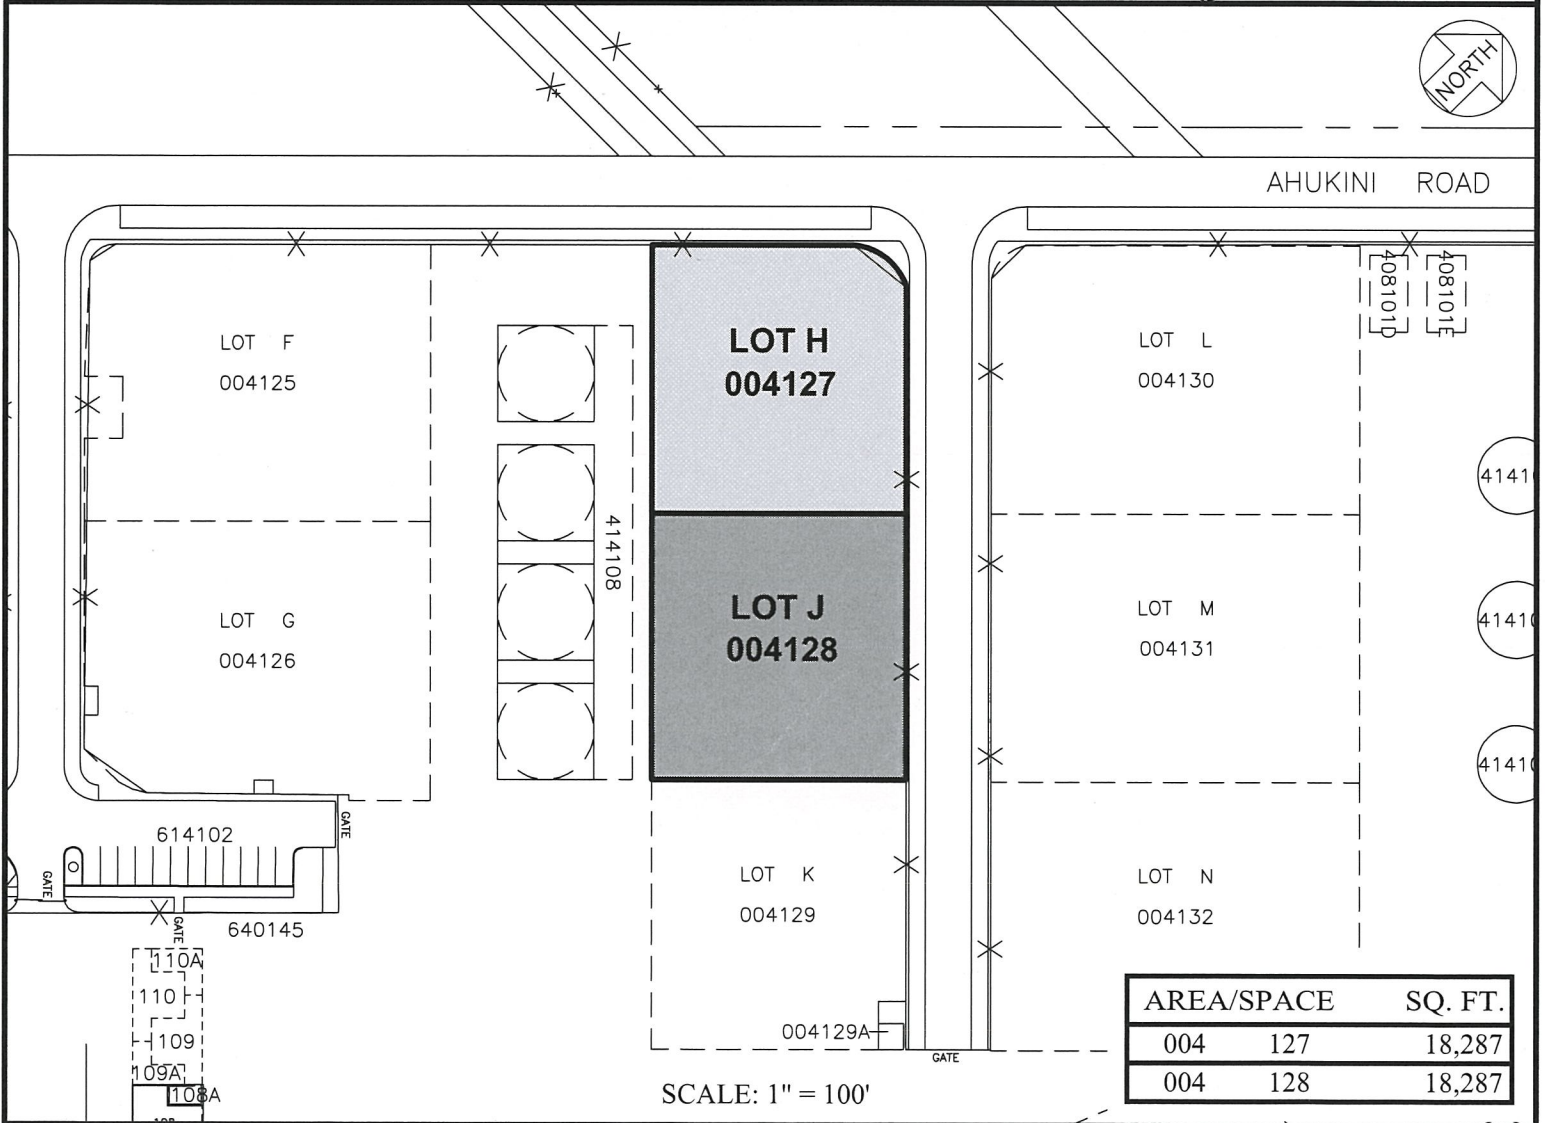 NORTH
AHUKINI ROAD
408101D
408101E
LOT F
004125
LOT H
004127
LOT L
004130
414108
LOT G
004126
LOT J
004128
LOT M
004131
GATE
614102
GATE
GATE
640145
LOT K
004129
LOT N
004132
110A
110
109
109A
108A
004129A
GATE
SCALE: 1" = 100'
AREA/SPACE SQ. FT.
004 127 18,287
004 128 18,287